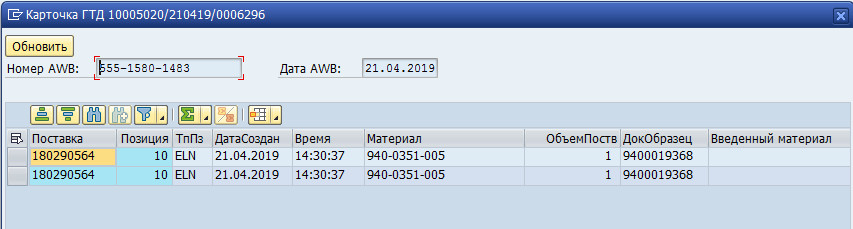 Карточка ГТД 10005020/210419/0006296
Обновить
Номер AWB: 555-1580-1483 Дата AWB: 21.04.2019
Поставка Позиция ТпПз ДатаСоздан Время Материал ОбъемПоств ДокОбразец Введенный материал
180290564 10 ELN 21.04.2019 14:30:37 940-0351-005 1 9400019368
180290564 10 ELN 21.04.2019 14:30:37 940-0351-005 1 9400019368